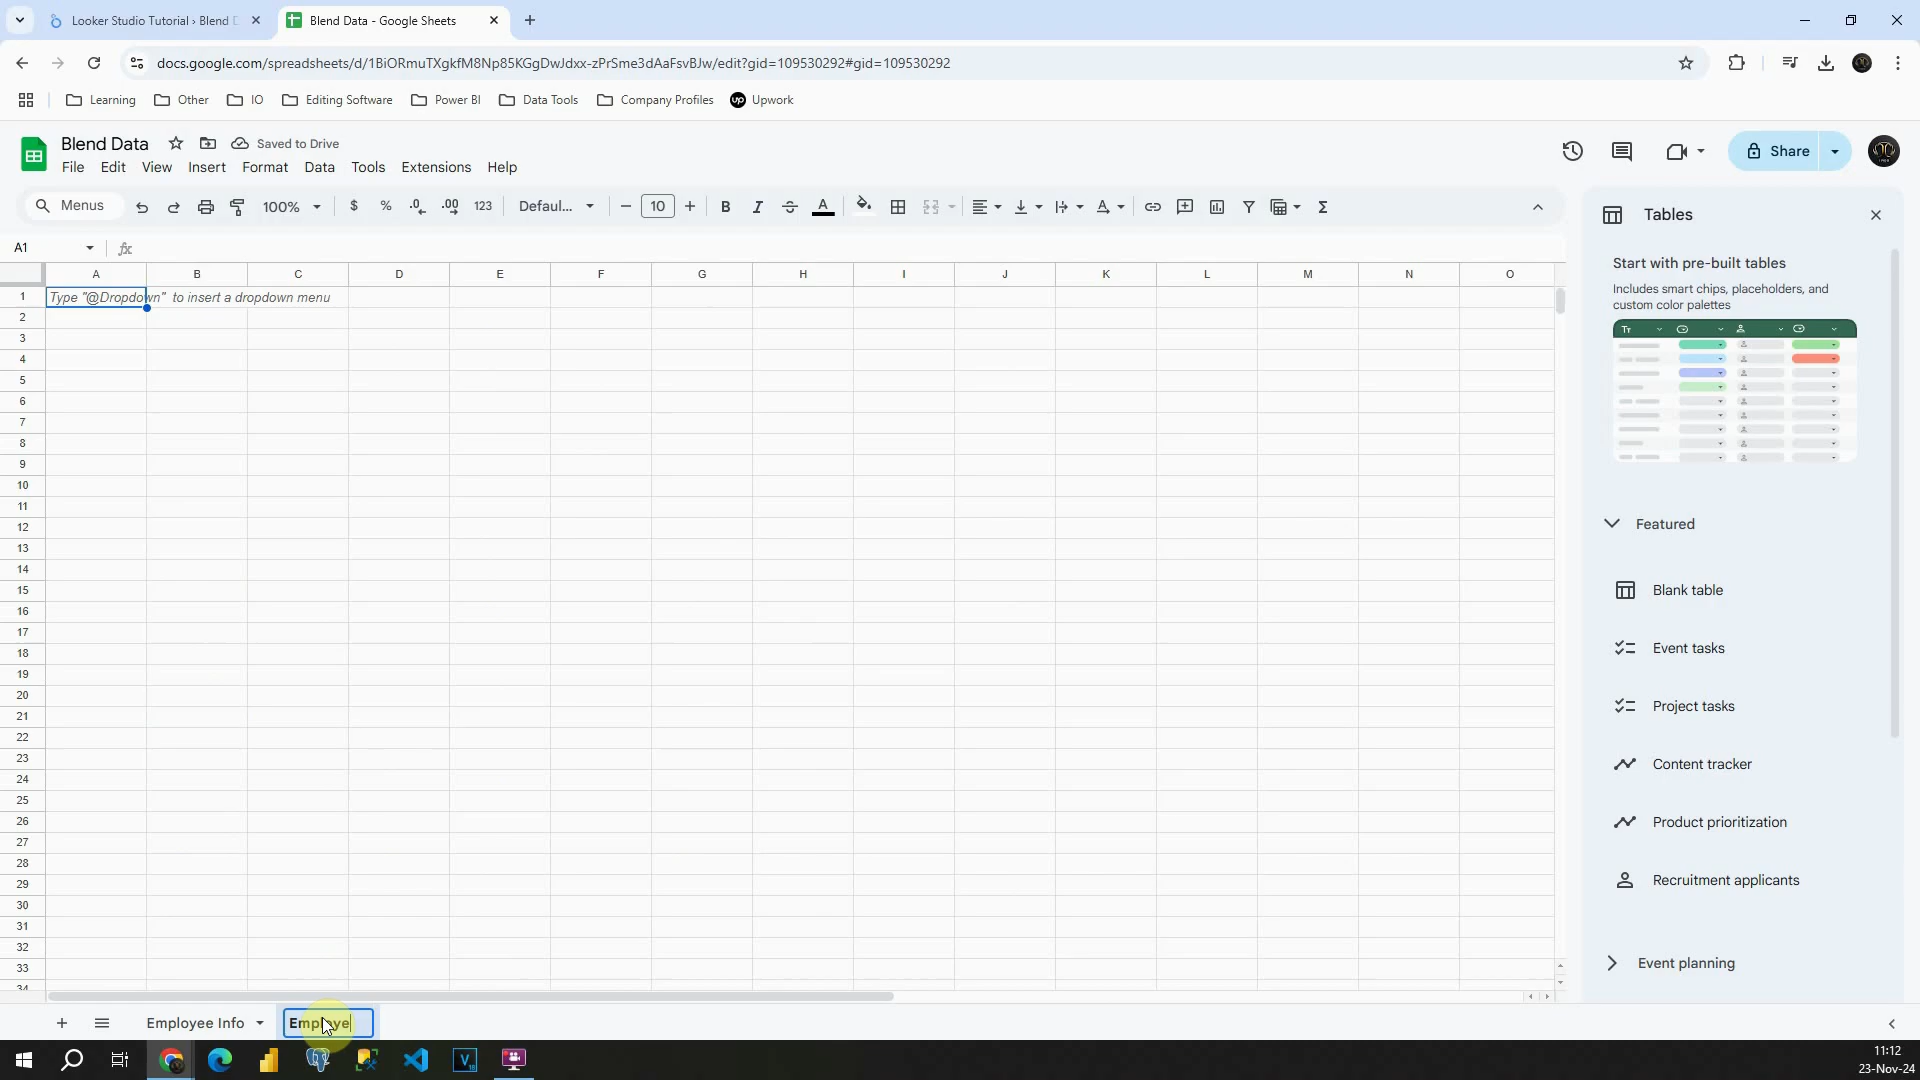 Looker Studio Tutorial › Blend D
Blend Data - Google Sheets
docs.google.com/spreadsheets/d/1BiORmuTXgkfM8Np85KGgDwJdxx-zPrSme3dAaFsvBJw/edit?gid=109530292#gid=109530292
Learning Other IO Editing Software Power BI Data Tools Company Profiles up Upwork
Blend Data Saved to Drive
File Edit View Insert Format Data Tools Extensions Help
Share
Menus 100% $ % .0 .00 123 Defaul... − 10 + B I A Σ
Tables
A1 fx
Start with pre-built tables
Includes smart chips, placeholders, and
custom color palettes
A B C D E F G H I J K L M N O
1 Type "@Dropdown" to insert a dropdown menu
2
3
4
5
6
7
8
9
10
11
12
13
14
15
16
17
18
19
20
21
22
23
24
25
26
27
28
29
30
31
32
33
34
Tт
Featured
Blank table
Event tasks
Project tasks
Content tracker
Product prioritization
Recruitment applicants
Event planning
Employee Info Employe
11:12
23-Nov-24